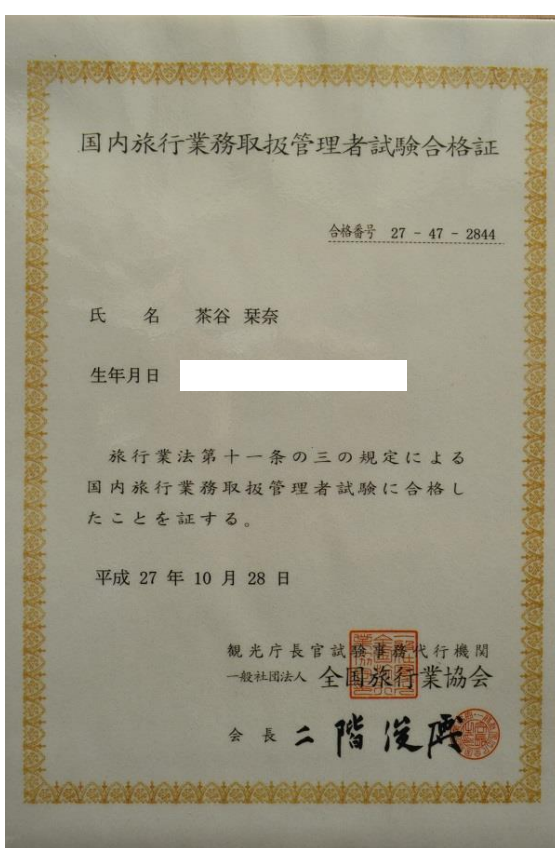 国内旅行業務取扱管理者試験合格証
合格番号 27 - 47 - 2844
氏 名 茶谷 栞奈
生年月日
旅行業法第十一条の三の規定による
国内旅行業務取扱管理者試験に合格し
たことを証する。
平成 27 年 10 月 28 日
観光庁長官試験事務代行機関
一般社団法人 全国旅行業協会
会 長 二階俊博